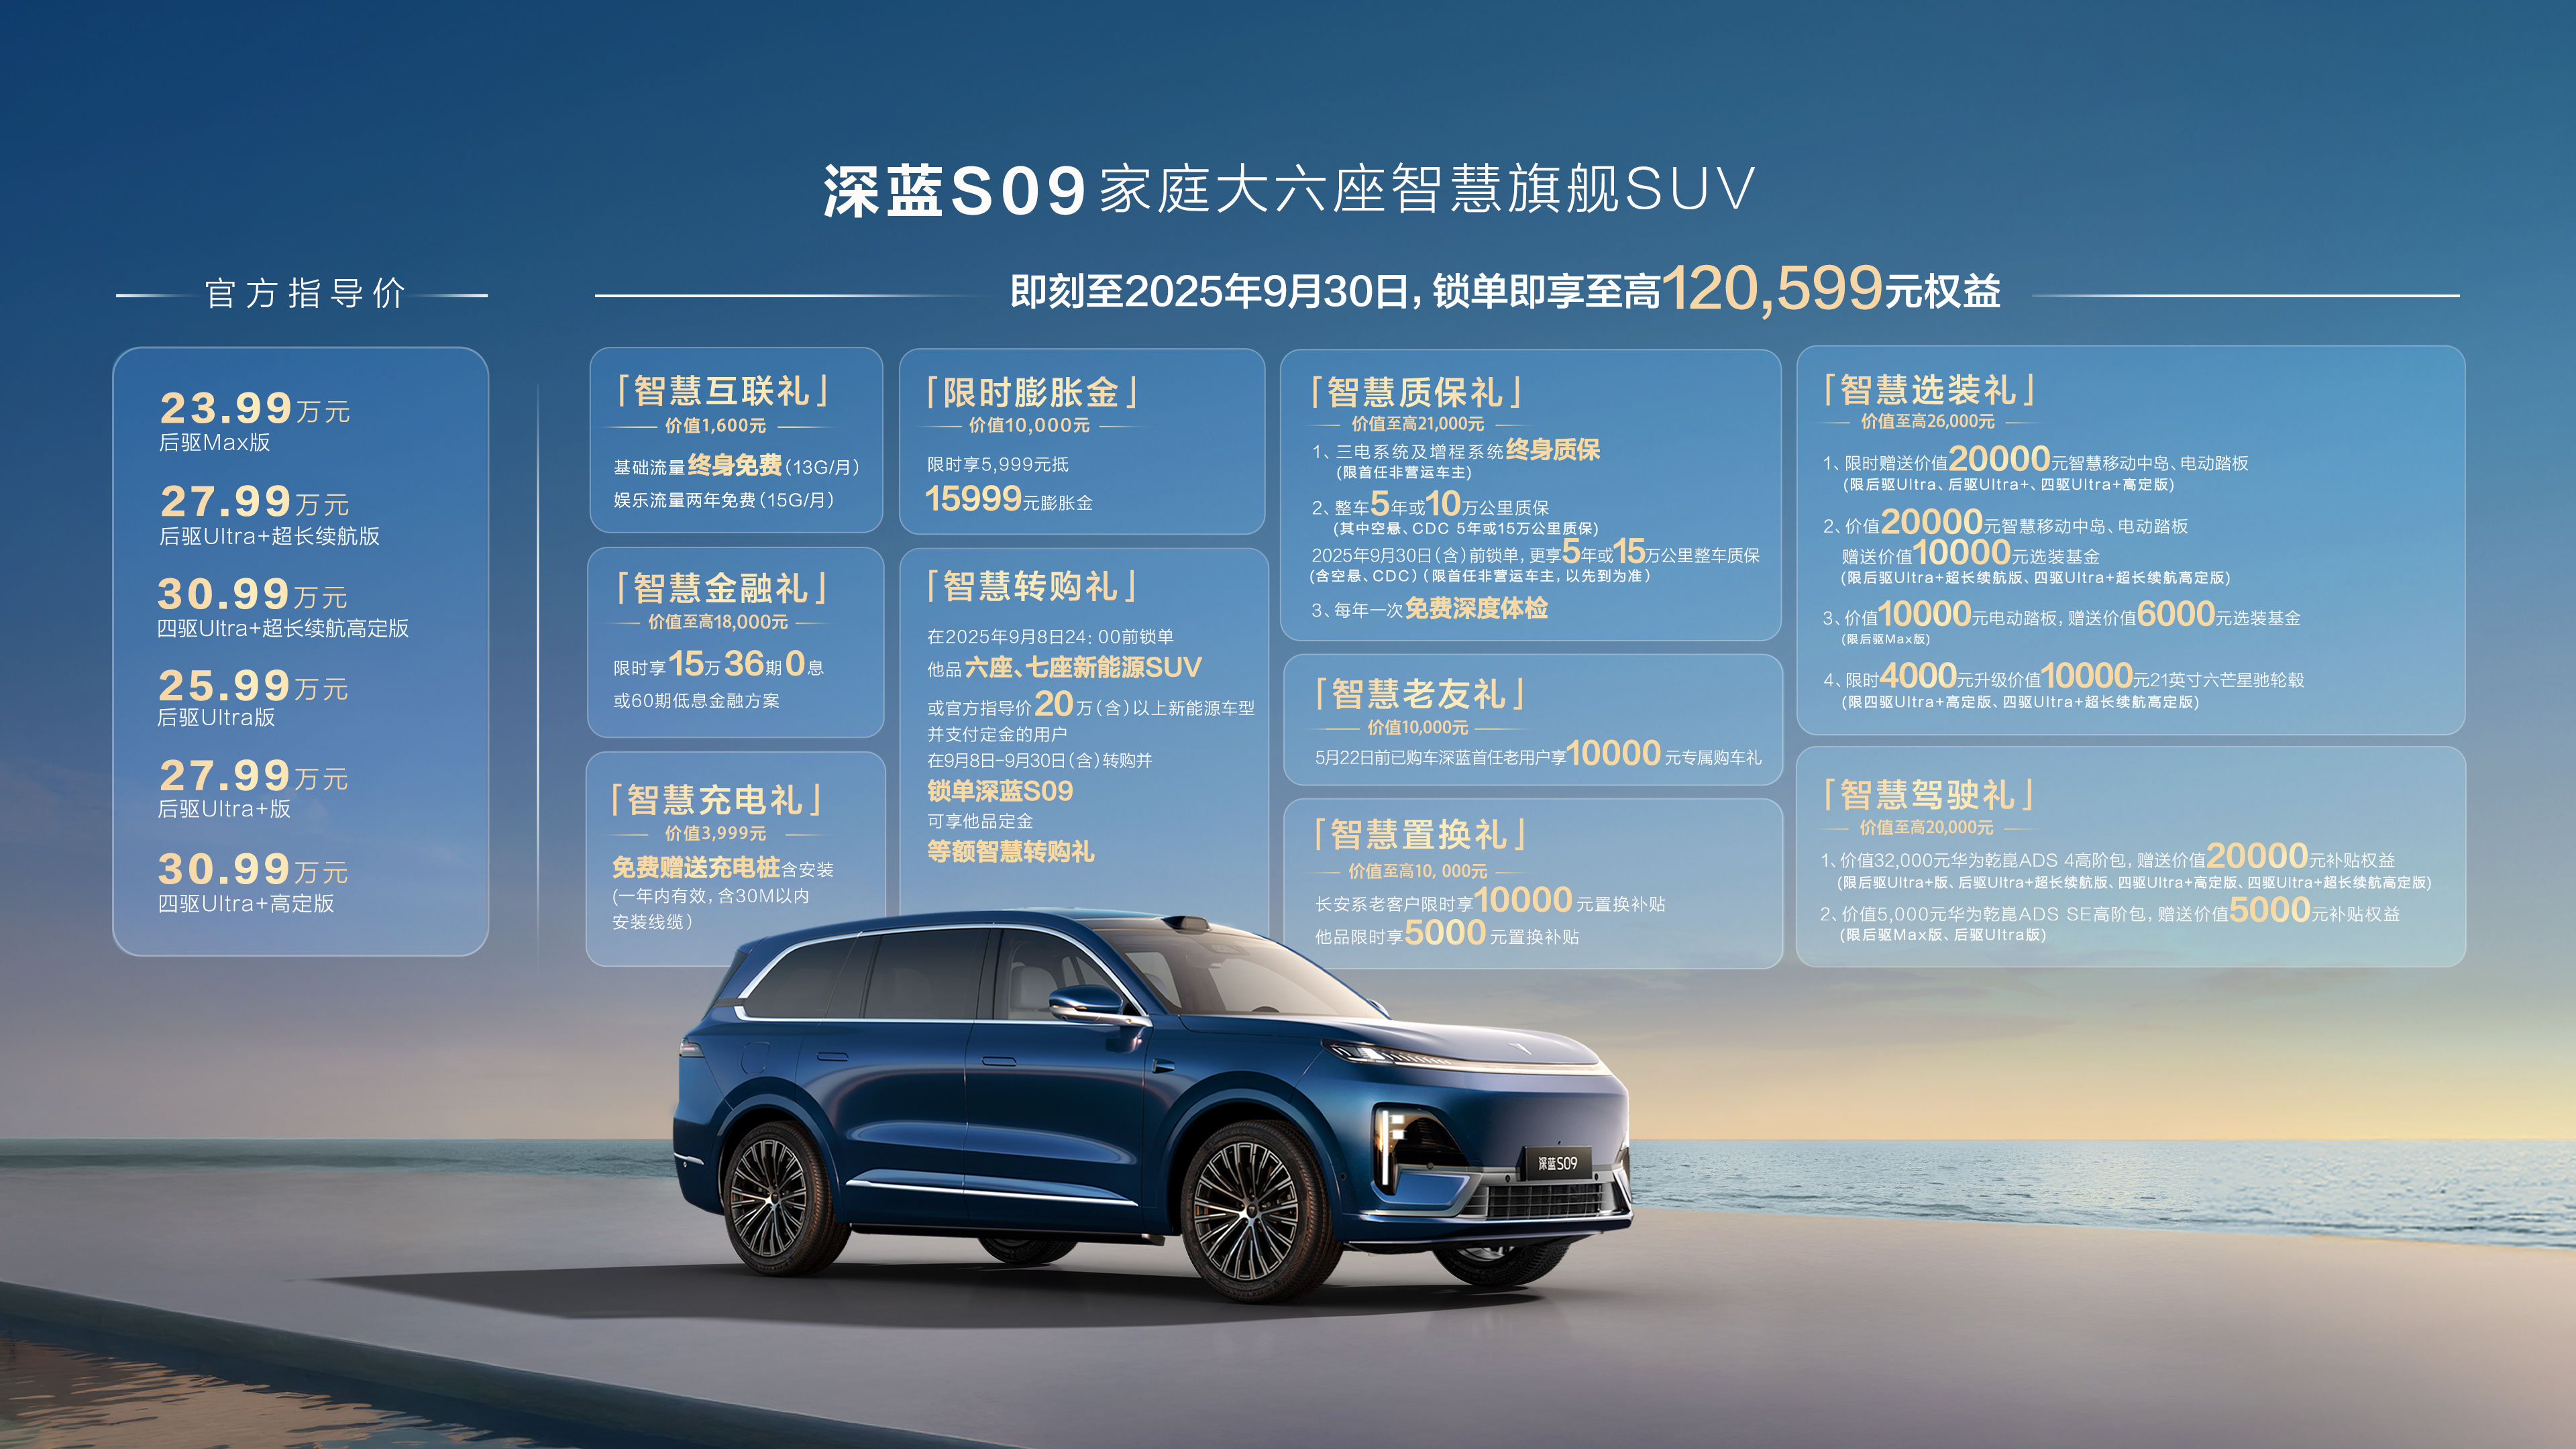 深蓝S09 家庭大六座智慧旗舰SUV
官方指导价
23.99万元
后驱Max版
27.99万元
后驱Ultra+超长续航版
30.99万元
四驱Ultra+超长续航高定版
25.99万元
后驱Ultra版
27.99万元
后驱Ultra+版
30.99万元
四驱Ultra+高定版
即刻至2025年9月30日，锁单即享至高120,599元权益
「智慧互联礼」
价值1,600元
基础流量 终身免费（13G/月）
娱乐流量两年免费（15G/月）
「智慧金融礼」
价值至高18,000元
限时享 15万 36期 0息
或60期低息金融方案
「智慧充电礼」
价值3,999元
免费赠送充电桩含安装
(一年内有效，含30M以内
安装线缆）
「限时膨胀金」
价值10,000元
限时享5,999元抵
15999元膨胀金
「智慧转购礼」
在2025年9月8日24：00前锁单
他品 六座、七座新能源SUV
或官方指导价 20 万（含）以上新能源车型
并支付定金的用户
在9月8日-9月30日（含）转购并
锁单深蓝S09
可享他品定金
等额智慧转购礼
「智慧质保礼」
价值至高21,000元
1、三电系统及增程系统终身质保
（限首任非营运车主）
2、整车5年或10万公里质保
（其中空悬、CDC 5年或15万公里质保）
2025年9月30日（含）前锁单，更享5年或15万公里整车质保
（含空悬、CDC）（限首任非营运车主，以先到为准）
3、每年一次 免费深度体检
「智慧老友礼」
价值10,000元
5月22日前已购车深蓝首任老用户享10000 元专属购车礼
「智慧置换礼」
价值至高10，000元
长安系老客户限时享10000 元置换补贴
他品限时享5000 元置换补贴
「智慧选装礼」
价值至高26,000元
1、限时赠送价值20000元智慧移动中岛、电动踏板
（限后驱Ultra、后驱Ultra+、四驱Ultra+高定版）
2、价值20000元智慧移动中岛、电动踏板
赠送价值10000元选装基金
（限后驱Ultra+超长续航版、四驱Ultra+超长续航高定版）
3、价值10000元电动踏板，赠送价值6000元选装基金
（限后驱Max版）
4、限时4000元升级价值10000元21英寸六芒星驰轮毂
（限四驱Ultra+高定版、四驱Ultra+超长续航高定版）
「智慧驾驶礼」
价值至高20,000元
1、价值32,000元华为乾崑ADS 4高阶包，赠送价值20000元补贴权益
（限后驱Ultra+版、后驱Ultra+超长续航版、四驱Ultra+高定版、四驱Ultra+超长续航高定版）
2、价值5,000元华为乾崑ADS SE高阶包，赠送价值5000元补贴权益
（限后驱Max版、后驱Ultra版）
深蓝S09